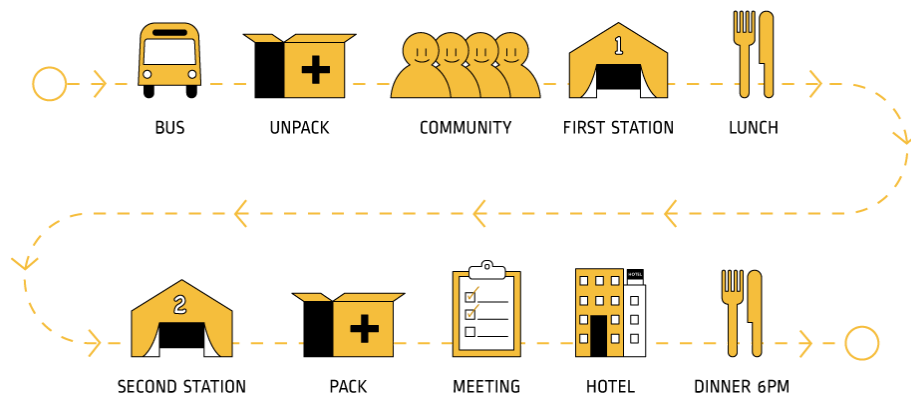 1
BUS
UNPACK
COMMUNITY
FIRST STATION
LUNCH
2
HOTEL
SECOND STATION
PACK
MEETING
HOTEL
DINNER 6PM